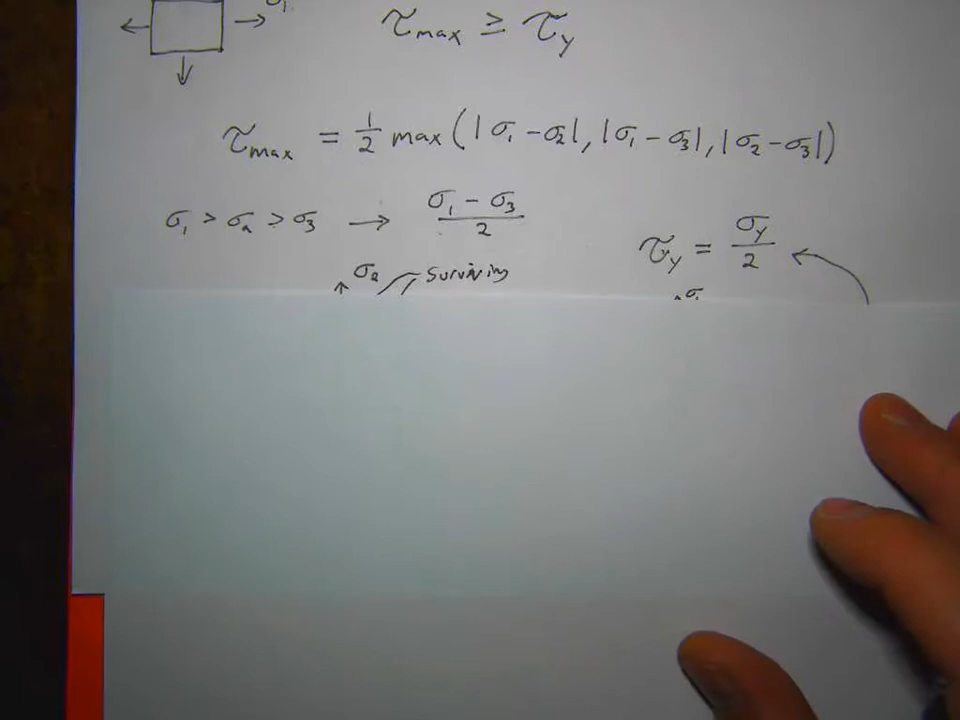 σ₁
τmax ≥ τy
τmax = 1/2 max(|σ₁ - σ₂|, |σ₁ - σ₃|, |σ₂ - σ₃|)
σ₁ > σ₂ > σ₃ → (σ₁ - σ₃)/2
τy = σy/2
σ₂ surviving
σ